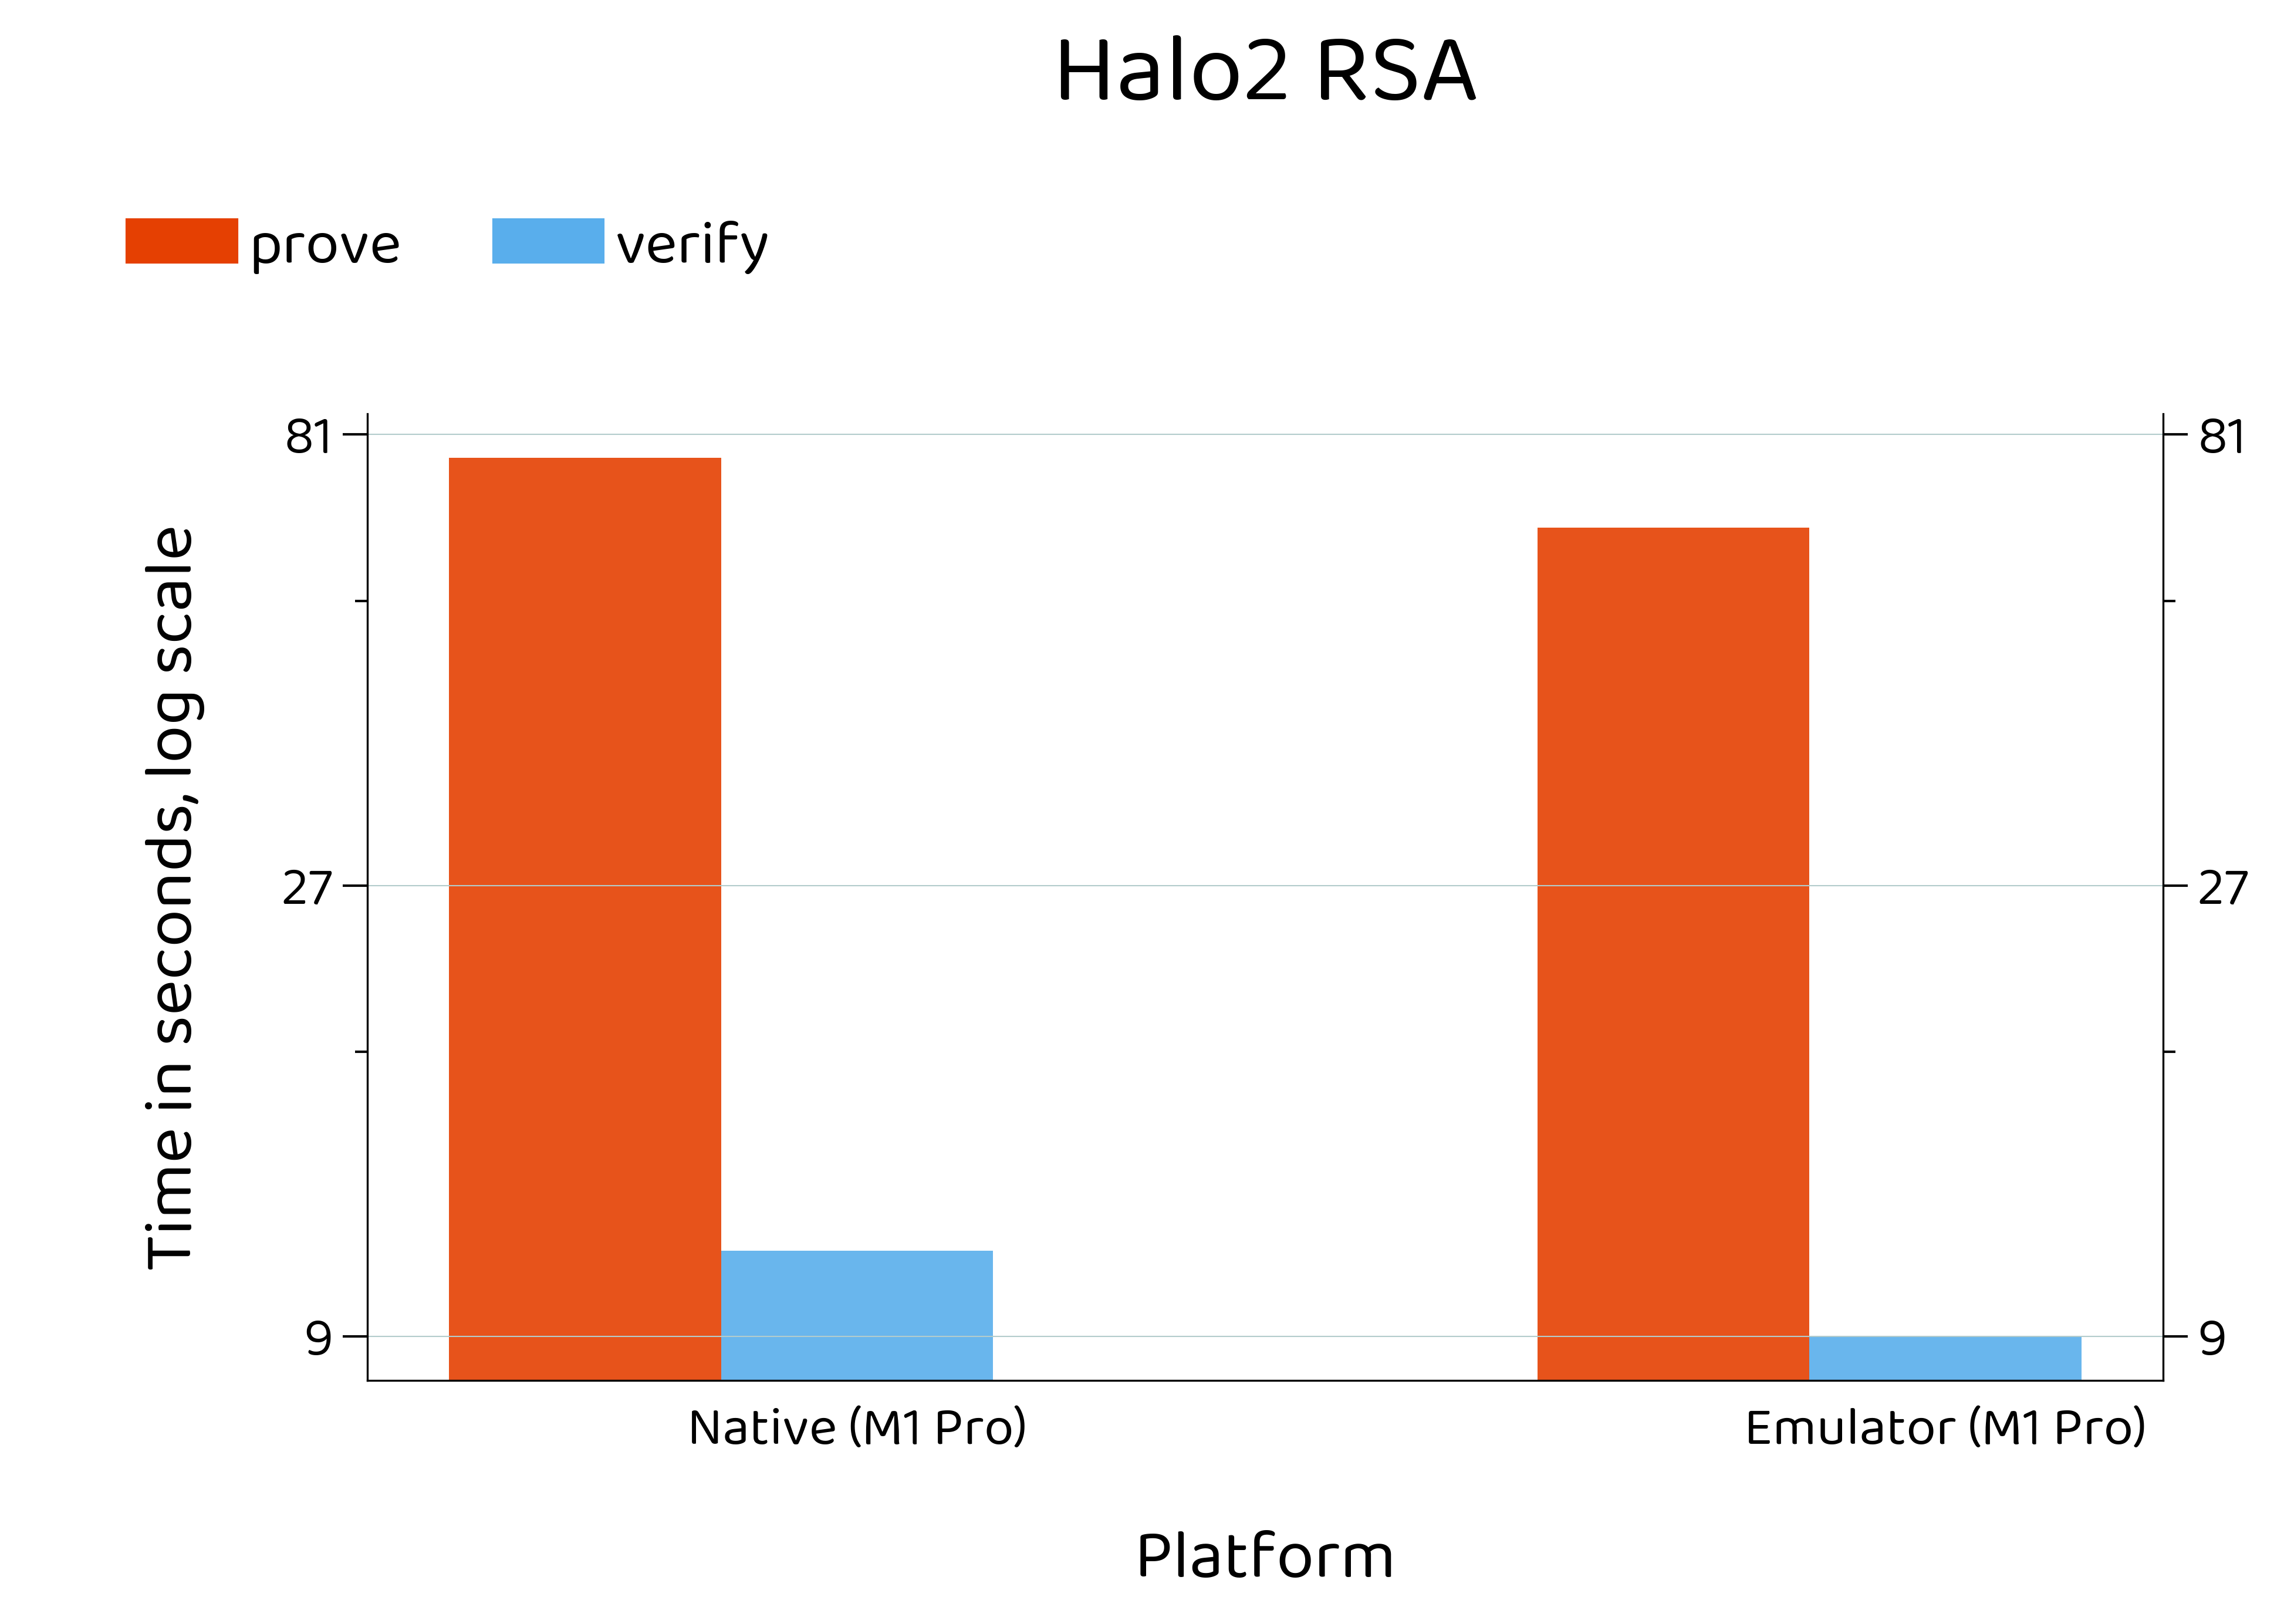 Halo2 RSA
prove verify
81 81
27 27
9 9
Time in seconds, log scale
Native (M1 Pro) Emulator (M1 Pro)
Platform